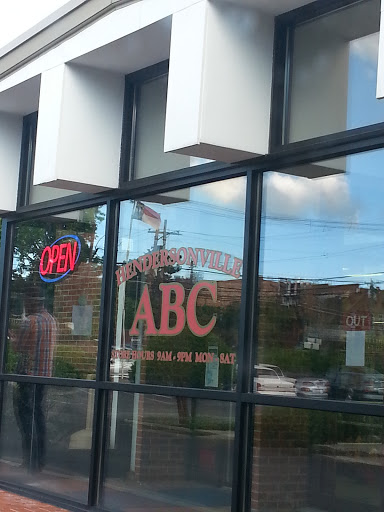 OPEN
HENDERSONVILLE
ABC
STORE HOURS 9AM - 9PM MON - SAT
OUT